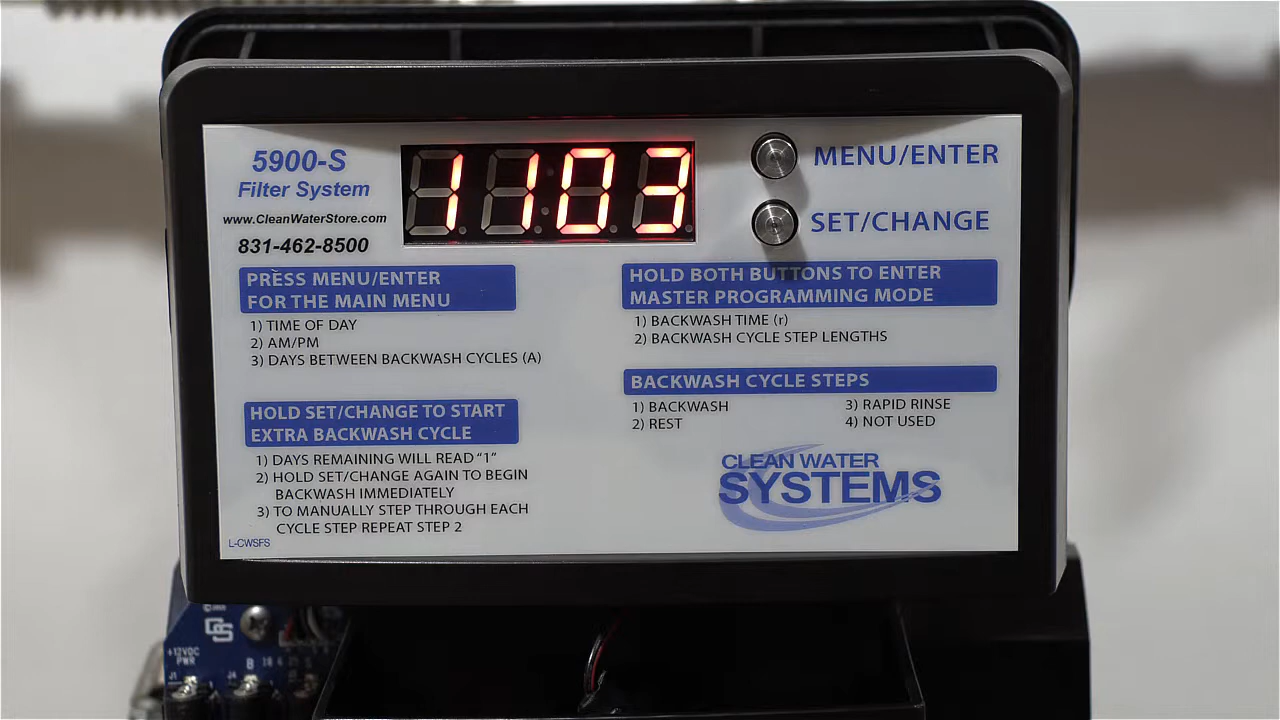 5900-S
Filter System
www.CleanWaterStore.com
831-462-8500
1103
MENU/ENTER
SET/CHANGE
PRESS MENU/ENTER
FOR THE MAIN MENU
1) TIME OF DAY
2) AM/PM
3) DAYS BETWEEN BACKWASH CYCLES (A)
HOLD SET/CHANGE TO START
EXTRA BACKWASH CYCLE
1) DAYS REMAINING WILL READ "1"
2) HOLD SET/CHANGE AGAIN TO BEGIN
BACKWASH IMMEDIATELY
3) TO MANUALLY STEP THROUGH EACH
CYCLE STEP REPEAT STEP 2
L-CWSFS
HOLD BOTH BUTTONS TO ENTER
MASTER PROGRAMMING MODE
1) BACKWASH TIME (r)
2) BACKWASH CYCLE STEP LENGTHS
BACKWASH CYCLE STEPS
1) BACKWASH
2) REST
3) RAPID RINSE
4) NOT USED
CLEAN WATER
SYSTEMS
+12VDC
PWR
J1
J4
B